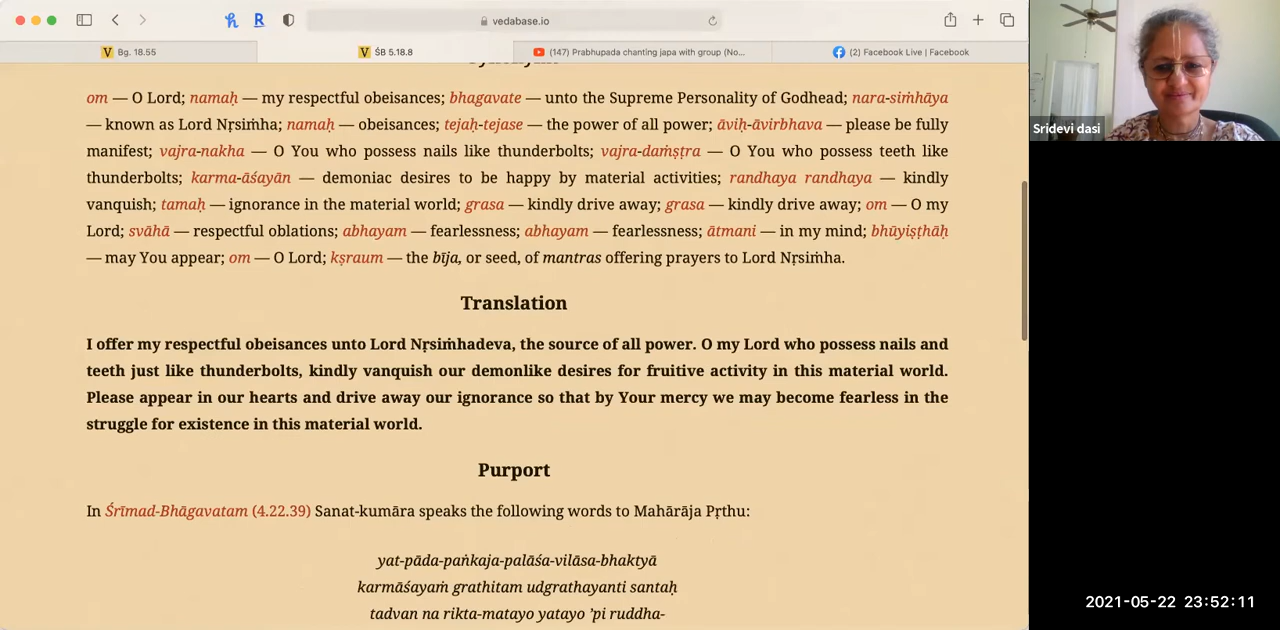 vedabase.io
Bg. 18.55
ŚB 5.18.8
(147) Prabhupada chanting japa with group (No...
(2) Facebook Live | Facebook
om — O Lord; namaḥ — my respectful obeisances; bhagavate — unto the Supreme Personality of Godhead; nara-siṁhāya
— known as Lord Nṛsiṁha; namaḥ — obeisances; tejaḥ-tejase — the power of all power; āviḥ-āvirbhava — please be fully
manifest; vajra-nakha — O You who possess nails like thunderbolts; vajra-daṁṣṭra — O You who possess teeth like
thunderbolts; karma-āśayān — demoniac desires to be happy by material activities; randhaya randhaya — kindly
vanquish; tamaḥ — ignorance in the material world; grasa — kindly drive away; grasa — kindly drive away; om — O my
Lord; svāhā — respectful oblations; abhayam — fearlessness; abhayam — fearlessness; ātmani — in my mind; bhūyiṣṭhāḥ
— may You appear; om — O Lord; kṣraum — the bīja, or seed, of mantras offering prayers to Lord Nṛsiṁha.
Translation
I offer my respectful obeisances unto Lord Nṛsiṁhadeva, the source of all power. O my Lord who possess nails and
teeth just like thunderbolts, kindly vanquish our demonlike desires for fruitive activity in this material world.
Please appear in our hearts and drive away our ignorance so that by Your mercy we may become fearless in the
struggle for existence in this material world.
Purport
In Śrīmad-Bhāgavatam (4.22.39) Sanat-kumāra speaks the following words to Mahārāja Pṛthu:
yat-pāda-paṅkaja-palāśa-vilāsa-bhaktyā
karmāśayaṁ grathitam udgrathayanti santaḥ
tadvan na rikta-matayo yatayo ’pi ruddha-
Sridevi dasi
2021-05-22 23:52:11